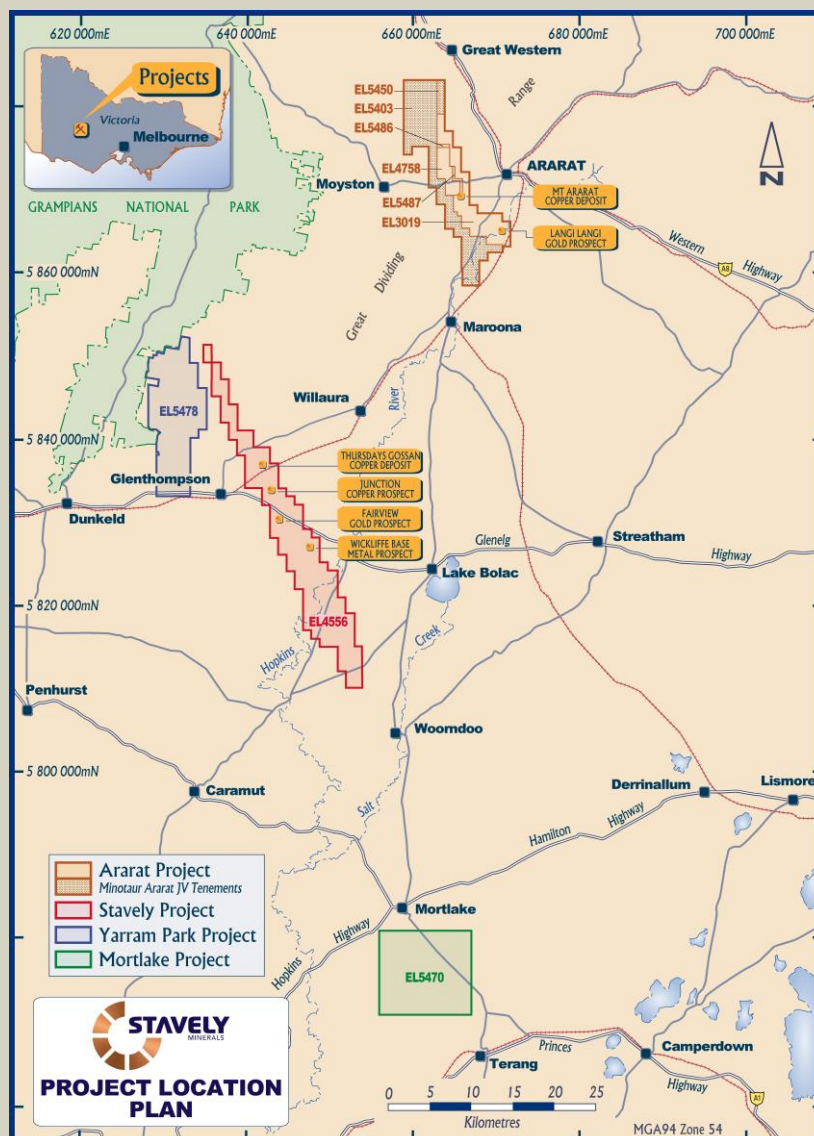 620 000mE
640 000mE
660 000mE
680 000mE
700 000mE
Projects
Victoria
Melbourne
GRAMPIANS NATIONAL PARK
Great Western
Range
EL5450
EL5403
EL5486
EL4758
EL5487
EL3019
Moyston
ARARAT
N
MT ARARAT
COPPER DEPOSIT
LANGI LANGI
GOLD PROSPECT
Western
Highway
A8
5 860 000mN
Great
Dividing
Maroona
River
Willaura
EL5478
5 840 000mN
THURSDAYS GOSSAN
COPPER DEPOSIT
JUNCTION
COPPER PROSPECT
FAIRVIEW
GOLD PROSPECT
WICKLIFFE BASE
METAL PROSPECT
Glenthompson
Dunkeld
Glenelg
Highway
Streatham
Lake Bolac
5 820 000mN
EL4556
Hopkins
Creek
Penhurst
Woorndoo
5 800 000mN
Caramut
Salt
Derrinallum
Lismore
Hamilton
Highway
Ararat Project
Minotaur Ararat JV Tenements
Stavely Project
Yarram Park Project
Mortlake Project
Mortlake
Hopkins
Highway
EL5470
STAVELY
MINERALS
PROJECT LOCATION
PLAN
Terang
Princes
Highway
Camperdown
A1
0 5 10 15 20 25
Kilometres
MGA94 Zone 54